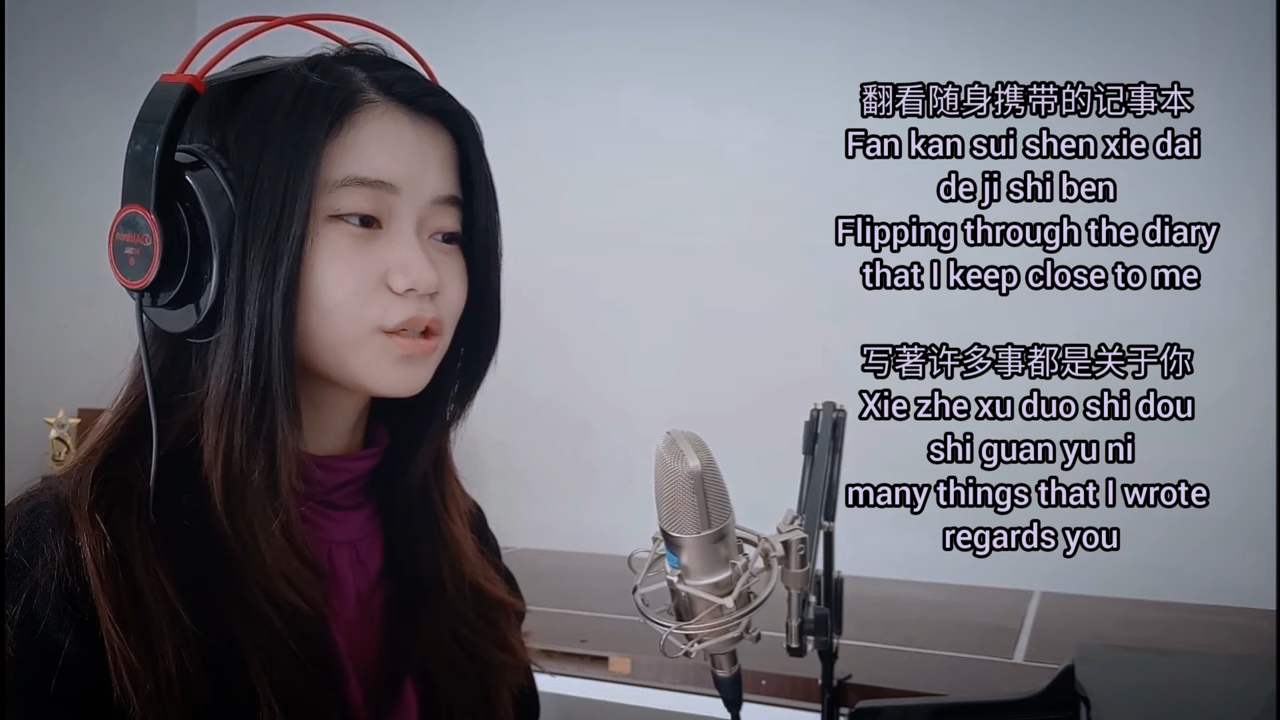 翻看随身携带的记事本
Fan kan sui shen xie dai
de ji shi ben
Flipping through the diary
that I keep close to me
写著许多事都是关于你
Xie zhe xu duo shi dou
shi guan yu ni
many things that I wrote
regards you